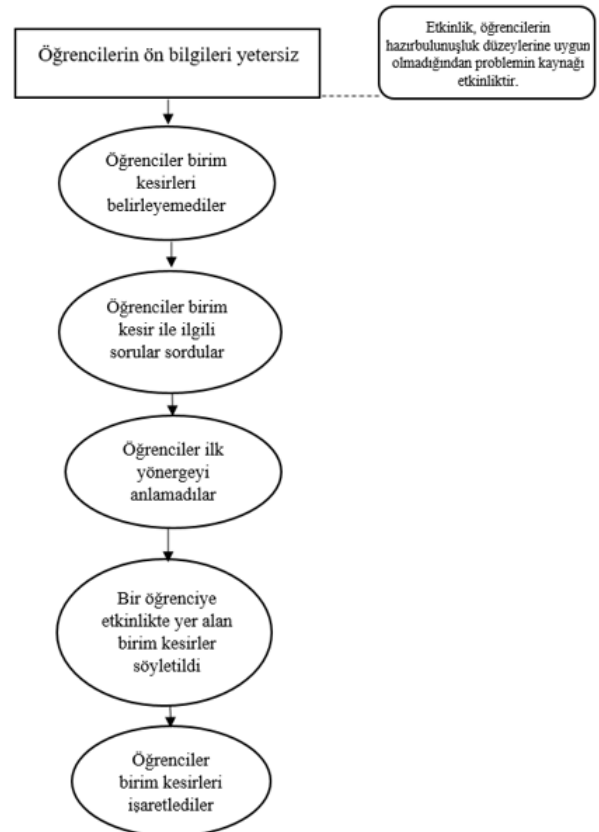 Öğrencilerin ön bilgileri yetersiz
Etkinlik, öğrencilerin
hazırbulunuşluk düzeylerine uygun
olmadığından problemin kaynağı
etkinliktir.
Öğrenciler birim
kesirleri
belirleyemediler
Öğrenciler birim
kesir ile ilgili
sorular sordular
Öğrenciler ilk
yönergeyi
anlamadılar
Bir öğrenciye
etkinlikte yer alan
birim kesirler
söyletildi
Öğrenciler
birim kesirleri
işaretlediler